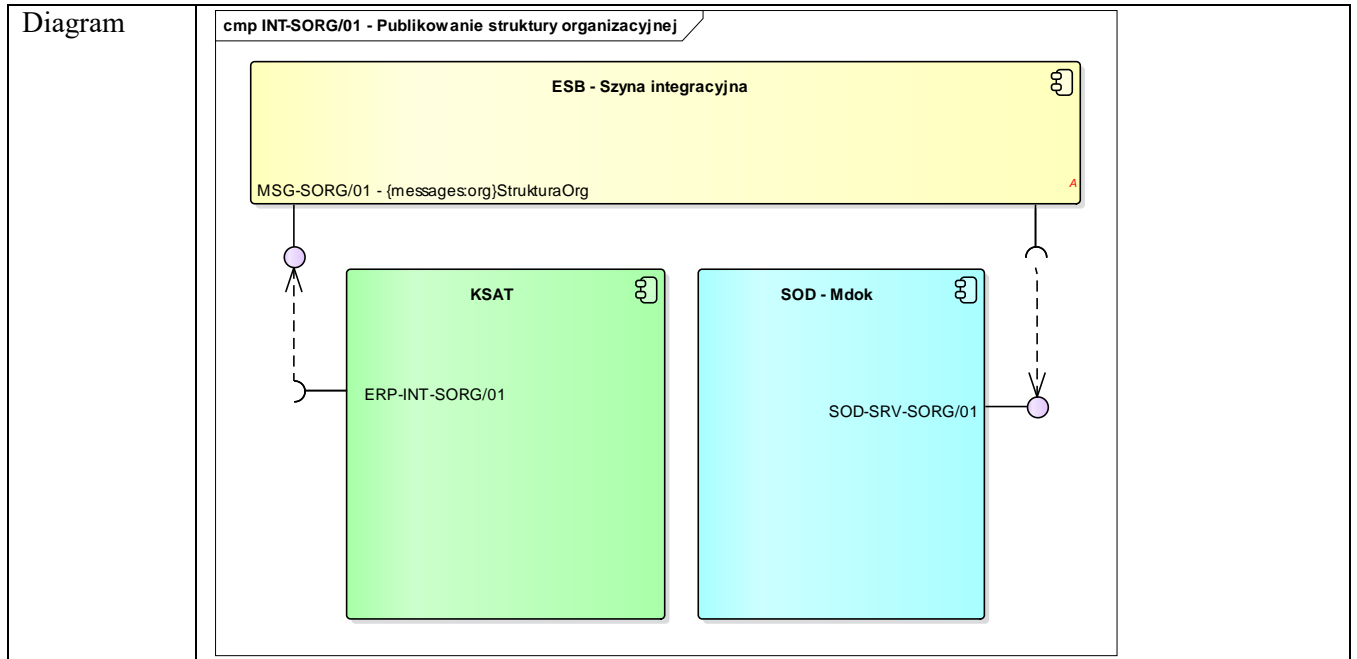 Diagram
cmp INT-SORG/01 - Publikowanie struktury organizacyjnej
ESB - Szyna integracyjna
MSG-SORG/01 - {messages:org}StrukturaOrg
A
KSAT
SOD - Mdok
ERP-INT-SORG/01
SOD-SRV-SORG/01